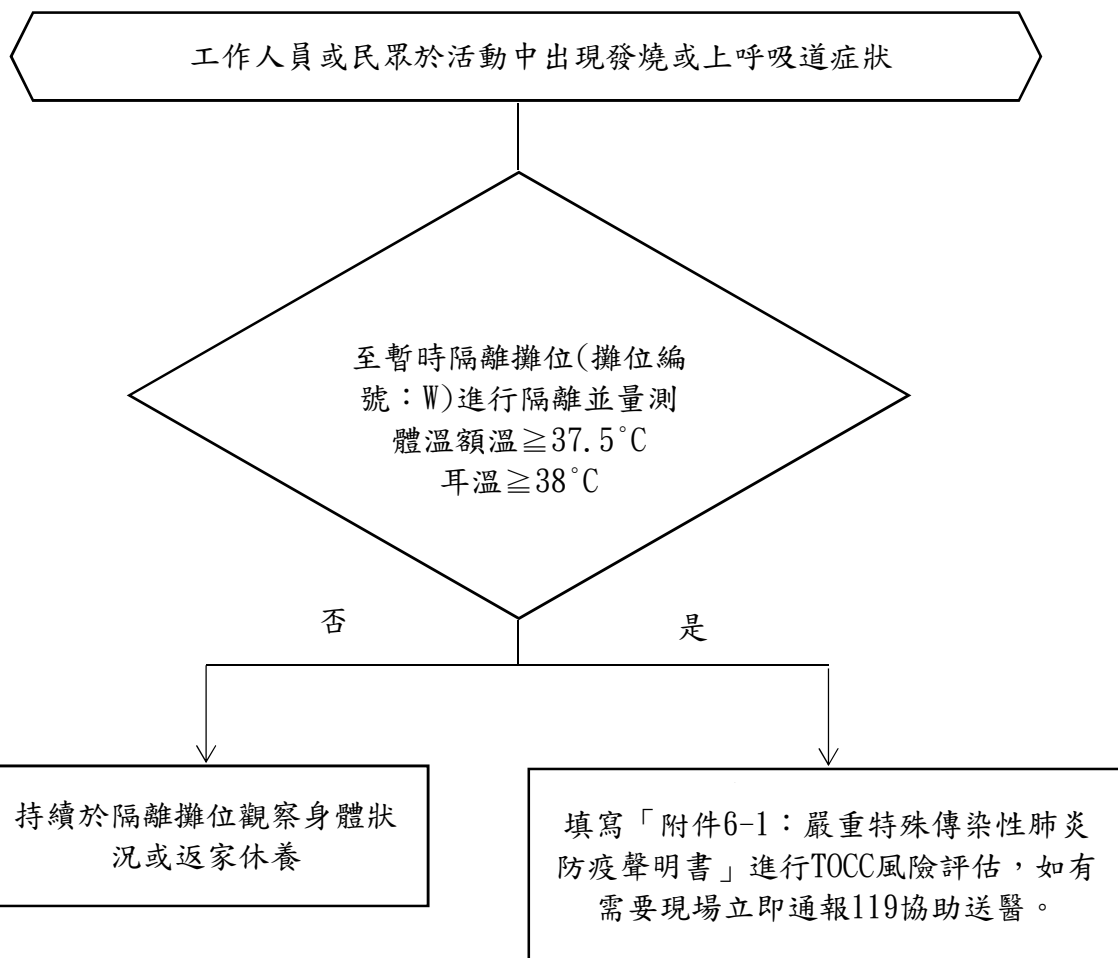 工作人員或民眾於活動中出現發燒或上呼吸道症狀
至暫時隔離攤位(攤位編
號：W)進行隔離並量測
體溫額溫≧37.5°C
耳溫≧38°C
否
是
持續於隔離攤位觀察身體狀
況或返家休養
填寫「附件6-1：嚴重特殊傳染性肺炎
防疫聲明書」進行TOCC風險評估，如有
需要現場立即通報119協助送醫。